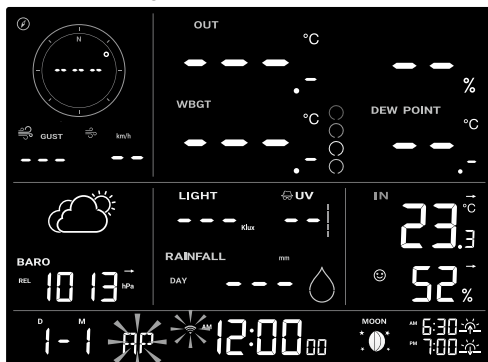 N
OUT
°C
--- ---
---.-
--
%
WBGT
°C
DEW POINT
°C
GUST
km/h
---
--
---.-
--.-
LIGHT
UV
IN
---
Klux
--
23.3
°C
BARO
REL
1013
hPa
RAINFALL
mm
DAY
---
52
%
D
M
1-1
AP
AM
12:00
00
MOON
AM
6:30
PM
7:00